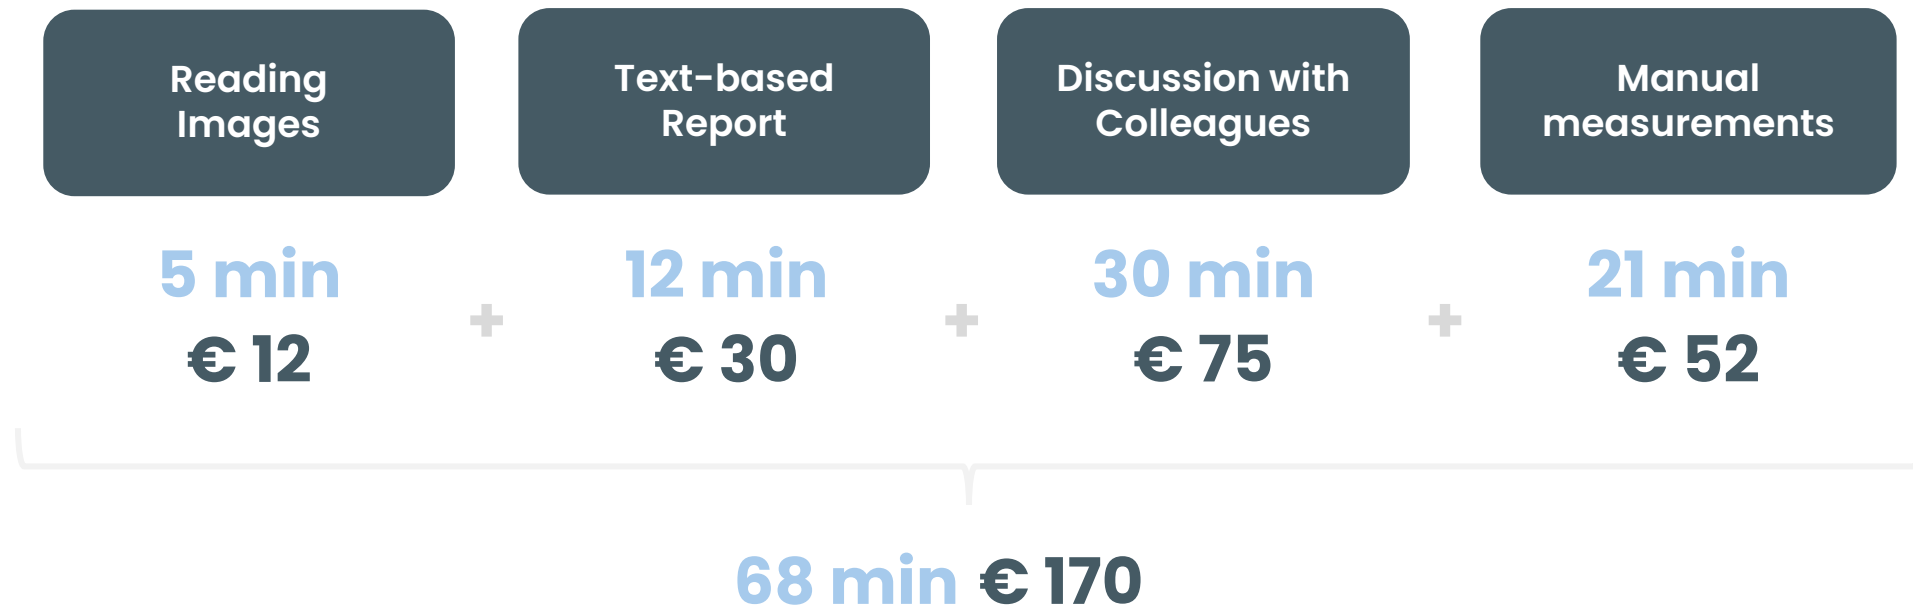 Reading
Images
Text-based
Report
Discussion with
Colleagues
Manual
measurements
5 min
€ 12
+
12 min
€ 30
+
30 min
€ 75
+
21 min
€ 52
68 min € 170